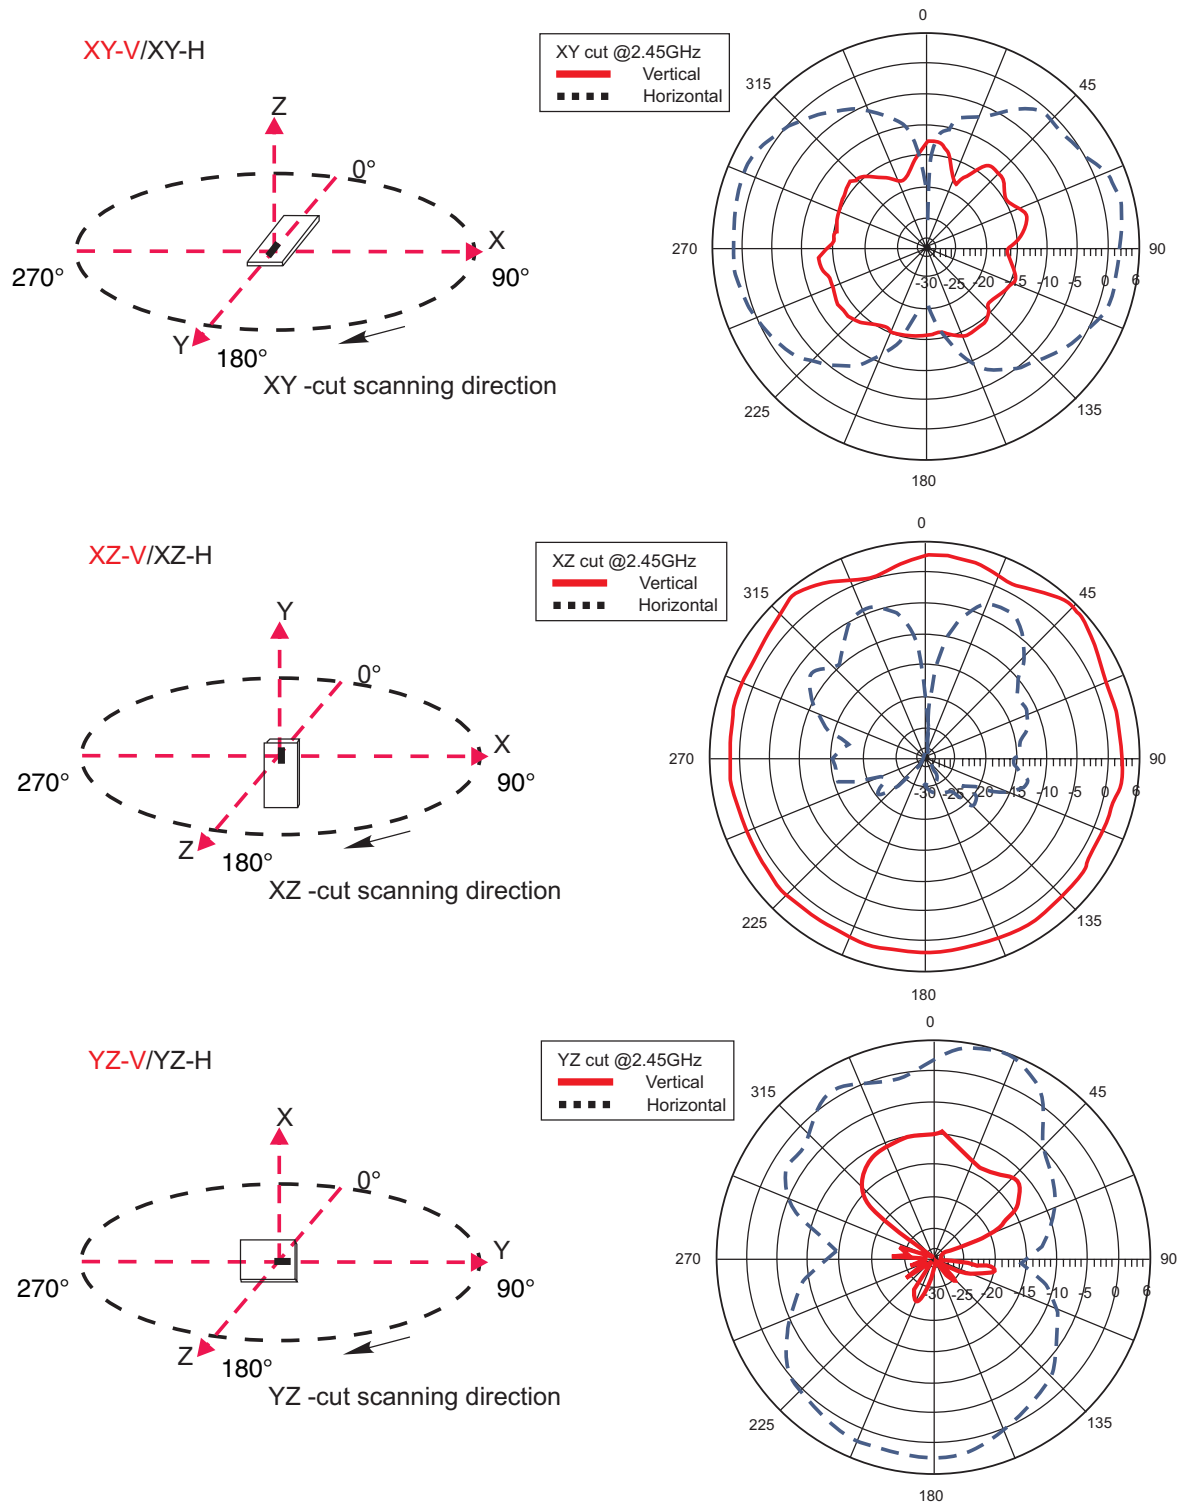 XY-V/XY-H
Z
0°
X
270°
90°
Y
180°
XY -cut scanning direction
XY cut @2.45GHz
Vertical
Horizontal
0
315
45
270
90
-30 -25 -20 -15 -10 -5 0 6
225
135
180
XZ-V/XZ-H
Y
0°
X
270°
90°
Z
180°
XZ -cut scanning direction
XZ cut @2.45GHz
Vertical
Horizontal
0
315
45
270
90
-30 -25 -20 -15 -10 -5 0 6
225
135
180
YZ-V/YZ-H
X
0°
Y
270°
90°
Z
180°
YZ -cut scanning direction
YZ cut @2.45GHz
Vertical
Horizontal
0
315
45
270
90
-30 -25 -20 -15 -10 -5 0 6
225
135
180